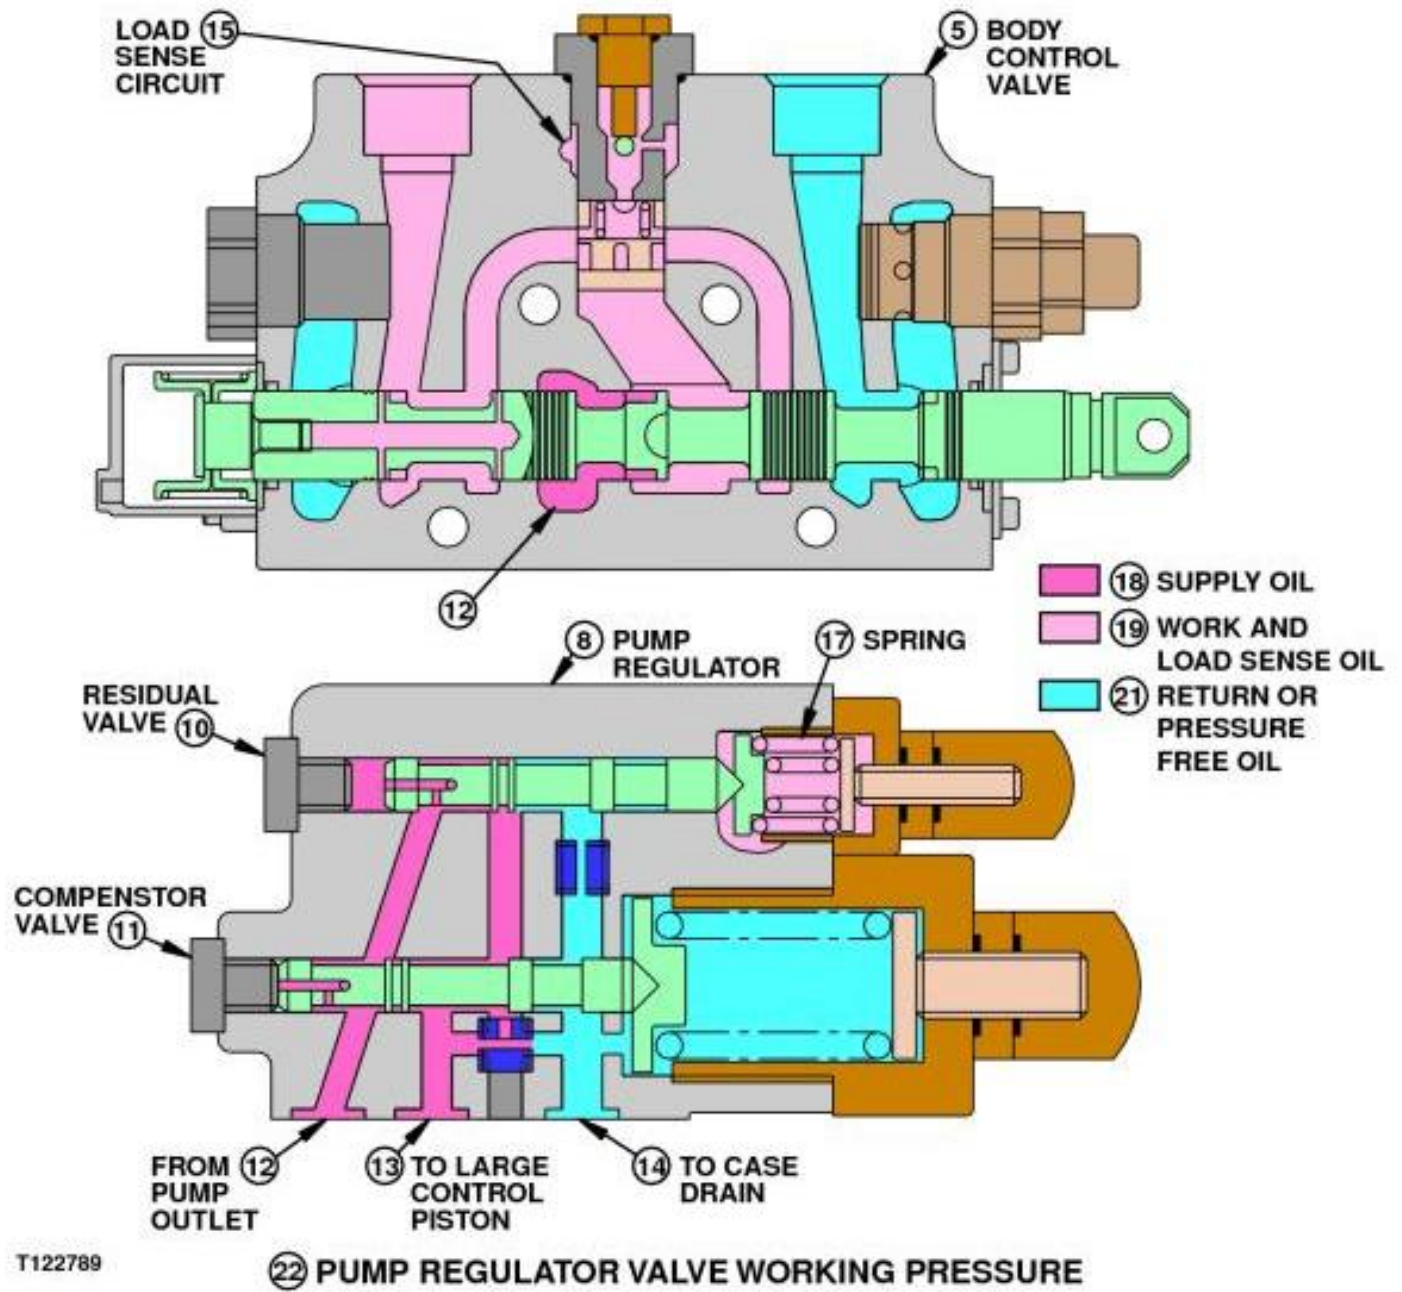 LOAD 15
SENSE
CIRCUIT
5 BODY
CONTROL
VALVE
12
18 SUPPLY OIL
19 WORK AND
LOAD SENSE OIL
21 RETURN OR
PRESSURE
FREE OIL
8 PUMP
REGULATOR
17 SPRING
RESIDUAL
VALVE 10
COMPENSTOR
VALVE 11
FROM 12
PUMP
OUTLET
13 TO LARGE
CONTROL
PISTON
14 TO CASE
DRAIN
T122789
22 PUMP REGULATOR VALVE WORKING PRESSURE